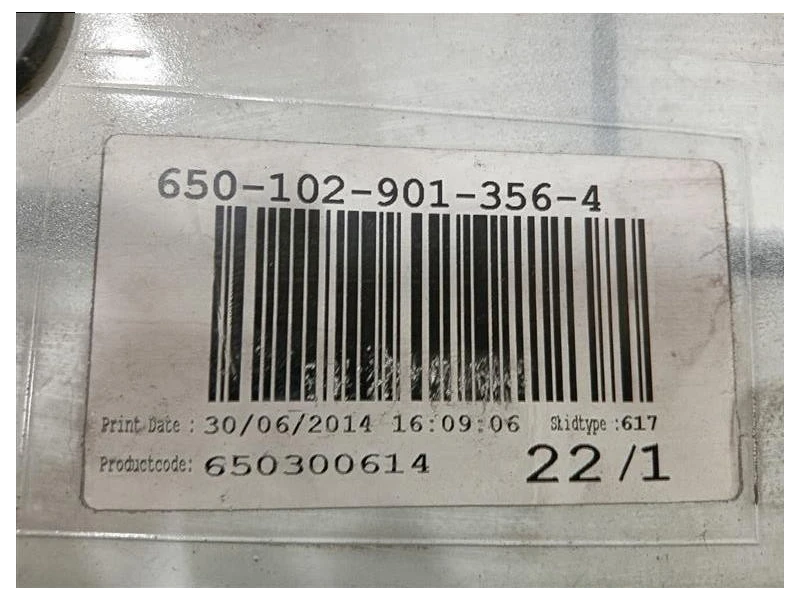 650-102-901-356-4
Print Date : 30/06/2014 16:09:06 Skidtype :617
Productcode: 650300614 22/1